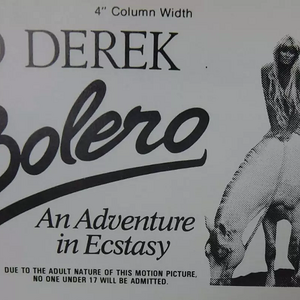 4" Column Width
DEREK
Bolero
An Adventure
in Ecstasy
DUE TO THE ADULT NATURE OF THIS MOTION PICTURE,
NO ONE UNDER 17 WILL BE ADMITTED.